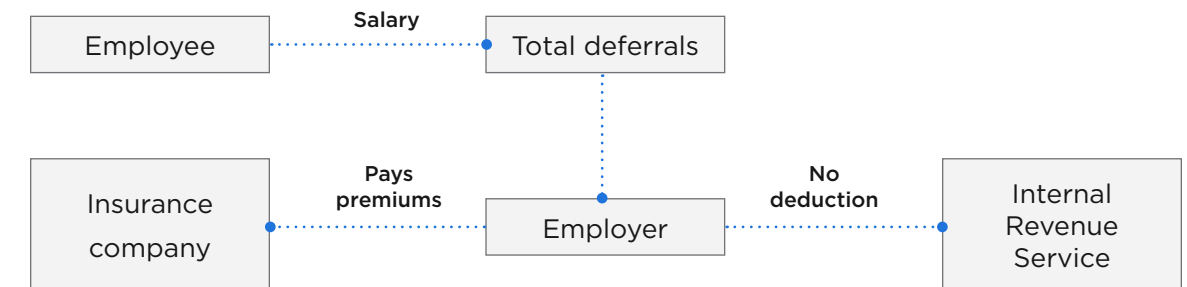 Salary
Employee
Total deferrals
Pays
premiums
No
deduction
Insurance
company
Employer
Internal
Revenue
Service